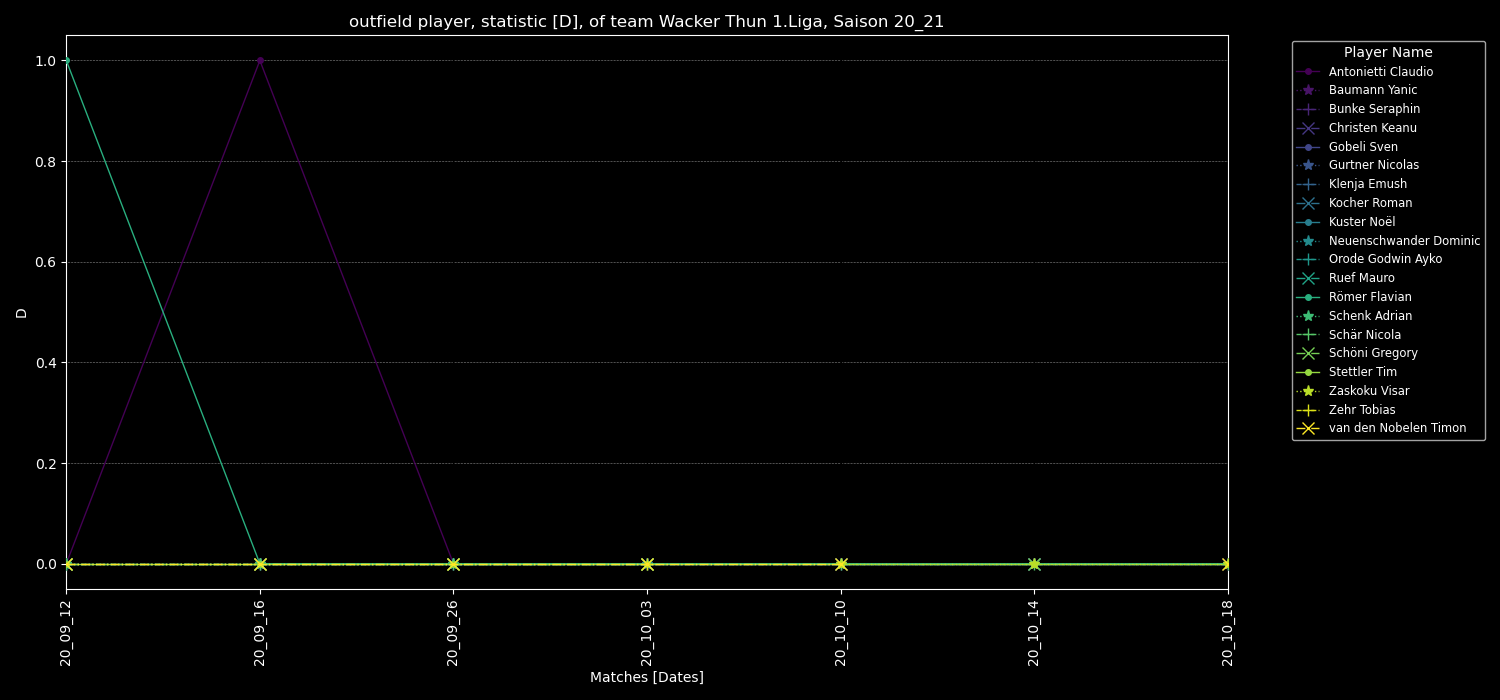 outfield player, statistic [D], of team Wacker Thun 1.Liga, Saison 20_21
Player Name
Antonietti Claudio
Baumann Yanic
Bunke Seraphin
Christen Keanu
Gobeli Sven
Gurtner Nicolas
Klenja Emush
Kocher Roman
Kuster Noël
Neuenschwander Dominic
Orode Godwin Ayko
Ruef Mauro
Römer Flavian
Schenk Adrian
Schär Nicola
Schöni Gregory
Stettler Tim
Zaskoku Visar
Zehr Tobias
van den Nobelen Timon
1.0
0.8
0.6
0.4
0.2
0.0
D
20_09_12
20_09_16
20_09_26
20_10_03
20_10_10
20_10_14
20_10_18
Matches [Dates]